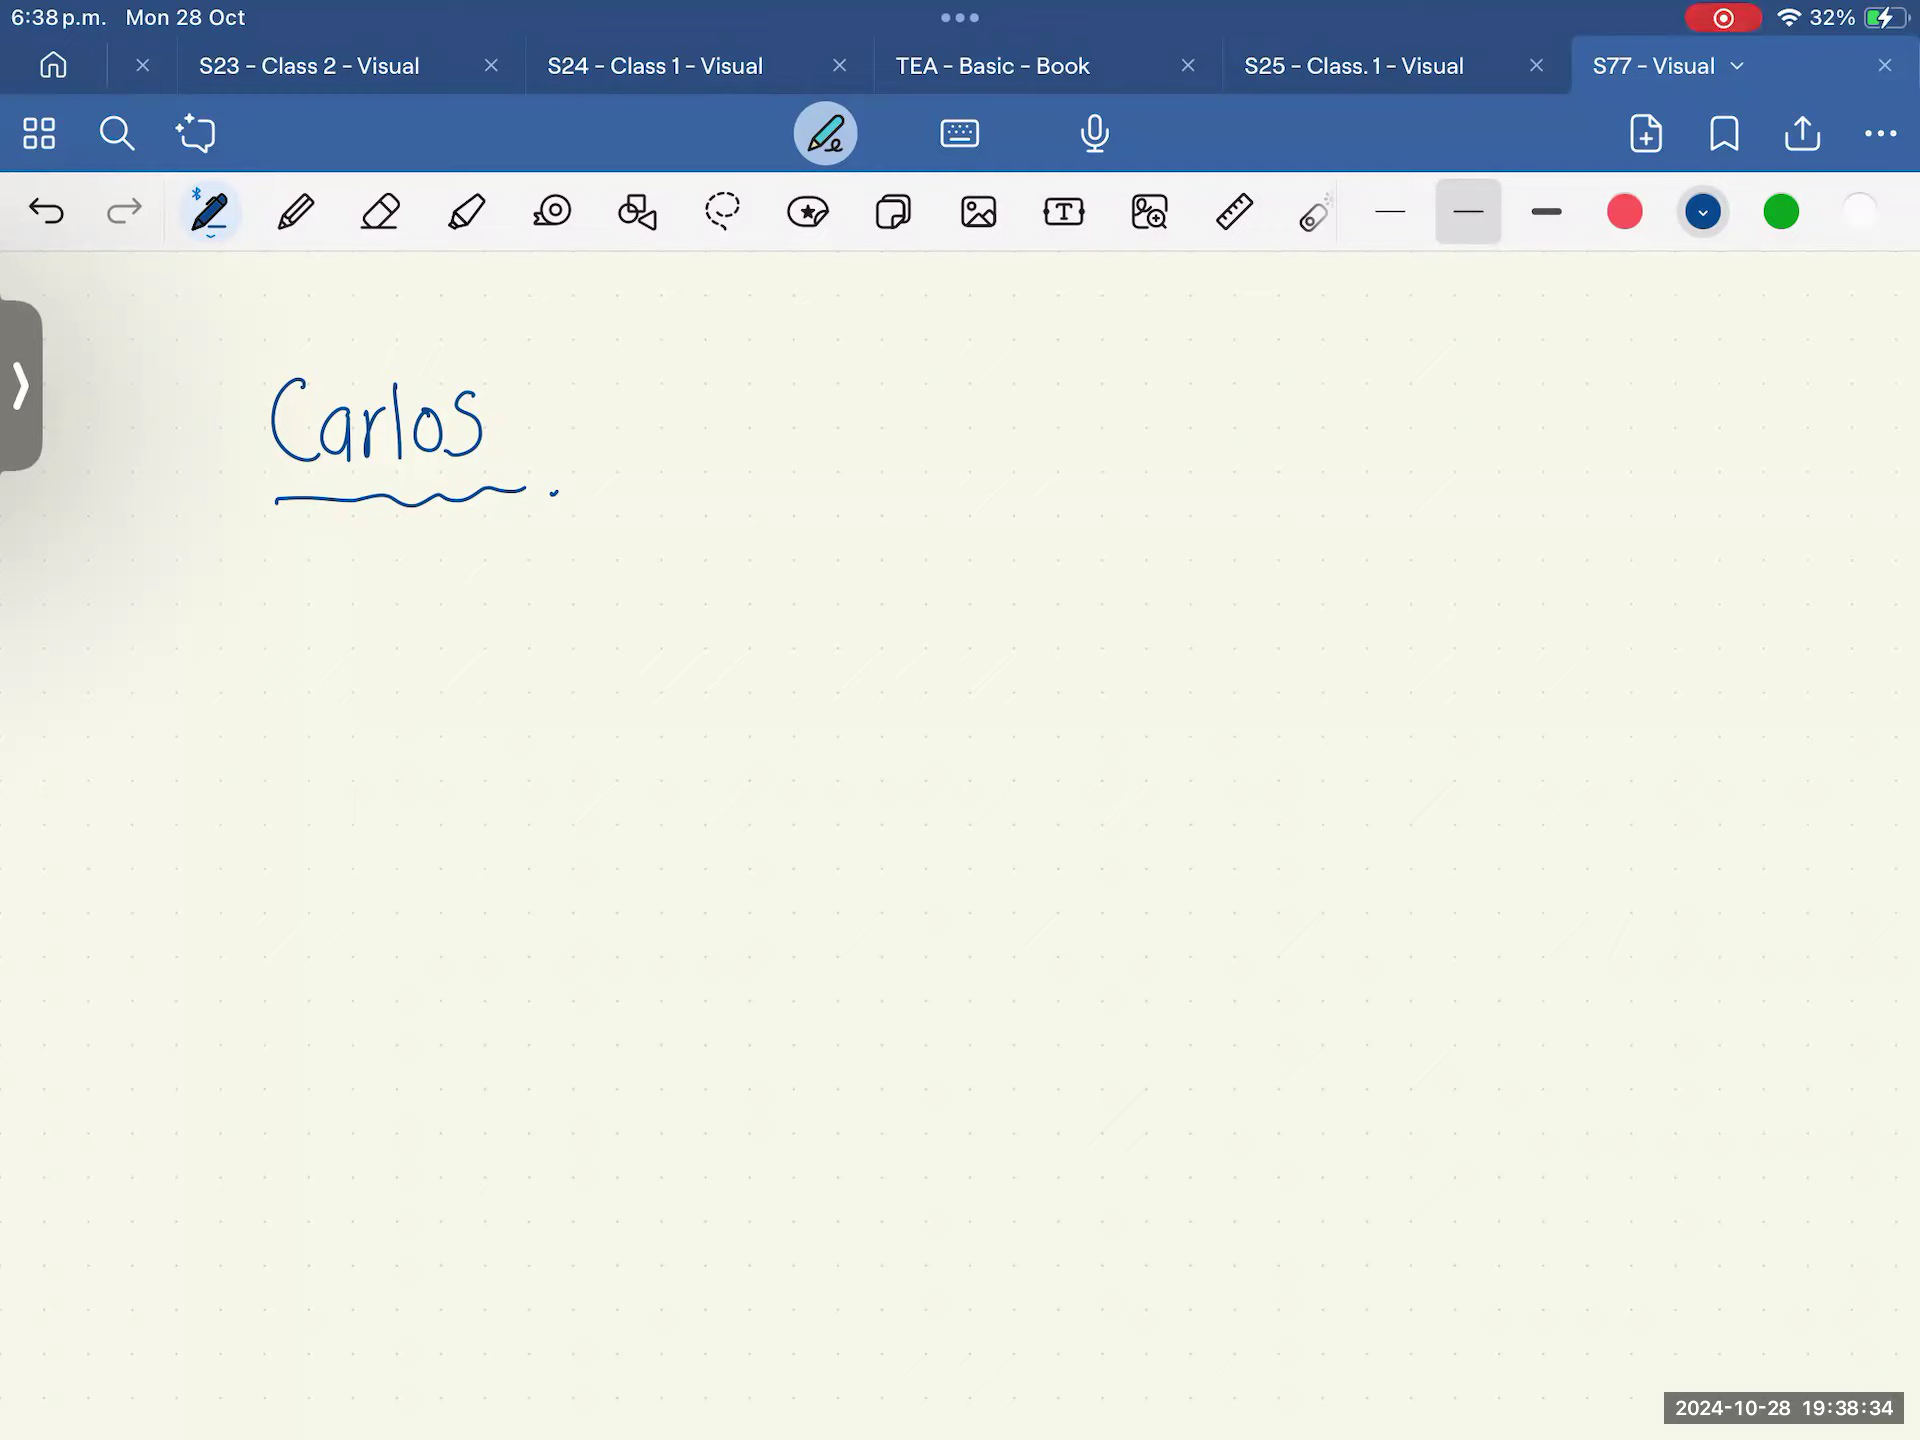 6:38 p.m. Mon 28 Oct
32%
S23 - Class 2 - Visual
S24 - Class 1 - Visual
TEA - Basic - Book
S25 - Class. 1 - Visual
S77 - Visual
Carlos
2024-10-28 19:38:34